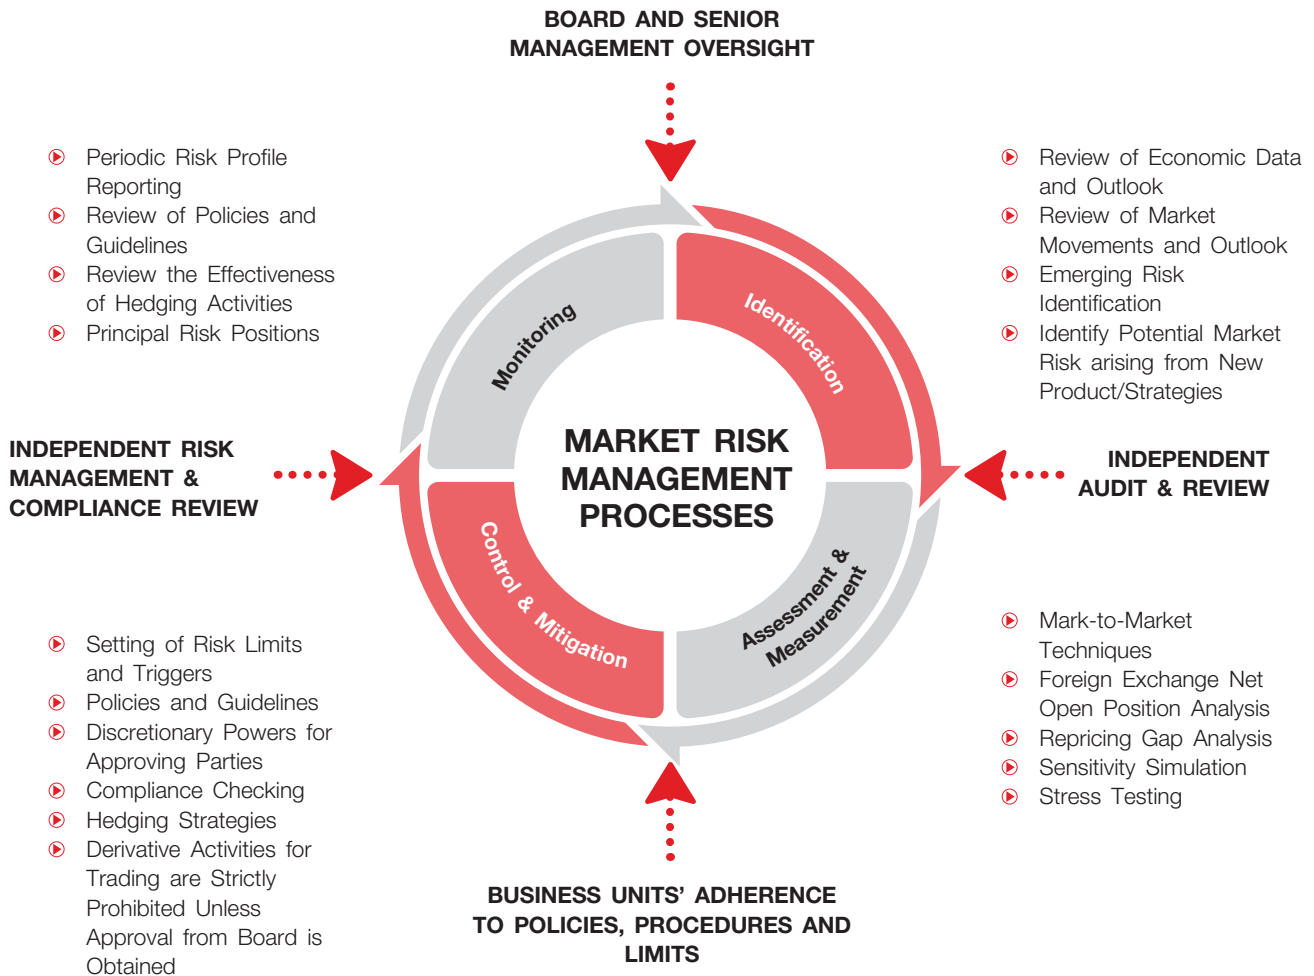 BOARD AND SENIOR
MANAGEMENT OVERSIGHT
Periodic Risk Profile
Reporting
Review of Policies and
Guidelines
Review the Effectiveness
of Hedging Activities
Principal Risk Positions
Review of Economic Data
and Outlook
Review of Market
Movements and Outlook
Emerging Risk
Identification
Identify Potential Market
Risk arising from New
Product/Strategies
Monitoring
Identification
INDEPENDENT RISK
MANAGEMENT &
COMPLIANCE REVIEW
MARKET RISK
MANAGEMENT
PROCESSES
INDEPENDENT
AUDIT & REVIEW
Control & Mitigation
Assessment &
Measurement
Setting of Risk Limits
and Triggers
Policies and Guidelines
Discretionary Powers for
Approving Parties
Compliance Checking
Hedging Strategies
Derivative Activities for
Trading are Strictly
Prohibited Unless
Approval from Board is
Obtained
Mark-to-Market
Techniques
Foreign Exchange Net
Open Position Analysis
Repricing Gap Analysis
Sensitivity Simulation
Stress Testing
BUSINESS UNITS’ ADHERENCE
TO POLICIES, PROCEDURES AND
LIMITS